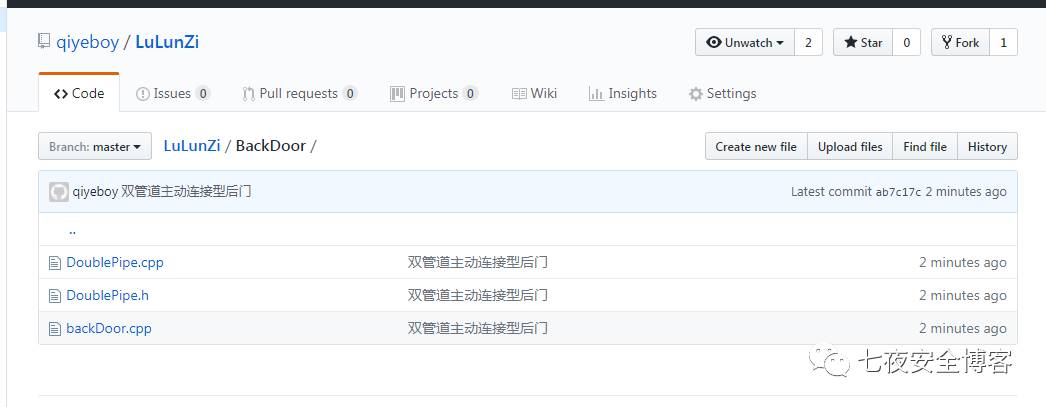 qiyeboy / LuLunZi
Unwatch 2 Star 0 Fork 1
Code Issues 0 Pull requests 0 Projects 0 Wiki Insights Settings
Branch: master LuLunZi / BackDoor / Create new file Upload files Find file History
qiyeboy 双管道主动连接型后门 Latest commit ab7c17c 2 minutes ago
..
DoublePipe.cpp 双管道主动连接型后门 2 minutes ago
DoublePipe.h 双管道主动连接型后门 2 minutes ago
backDoor.cpp 双管道主动连接型后门 2 minutes ago
七夜安全博客